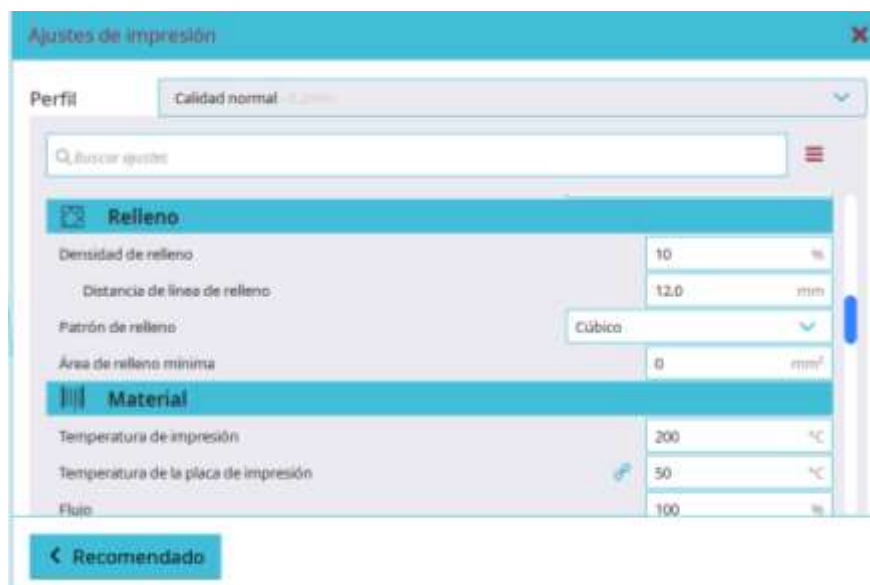 Ajustes de impresión
Perfil Calidad normal
Buscar ajustes
Relleno
Densidad de relleno 10 %
Distancia de línea de relleno 12.0 mm
Patrón de relleno Cúbico
Área de relleno mínima 0 mm²
Material
Temperatura de impresión 200 °C
Temperatura de la placa de impresión 50 °C
Flujo 100 %
Recomendado